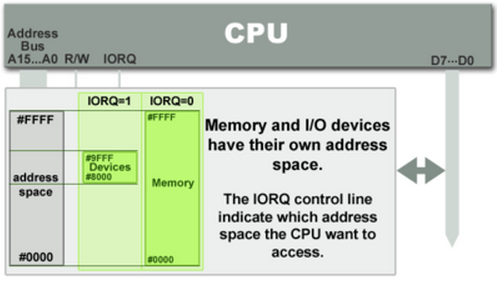 CPU
Address
Bus
A15...A0 R/W IORQ
D7...D0
IORQ=1 IORQ=0
#FFFF
#FFFF
#9FFF
Devices
#8000
address
space
Memory
#0000
#0000
Memory and I/O devices
have their own address
space.
The IORQ control line
indicate which address
space the CPU want to
access.